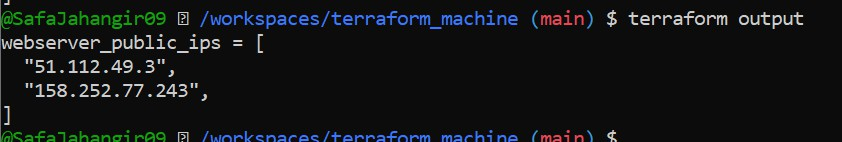 ]
@SafaJahangir09 /workspaces/terraform_machine (main) $ terraform output
webserver_public_ips = [
  "51.112.49.3",
  "158.252.77.243",
]
@SafaJahangir09 /workspaces/terraform_machine (main) $